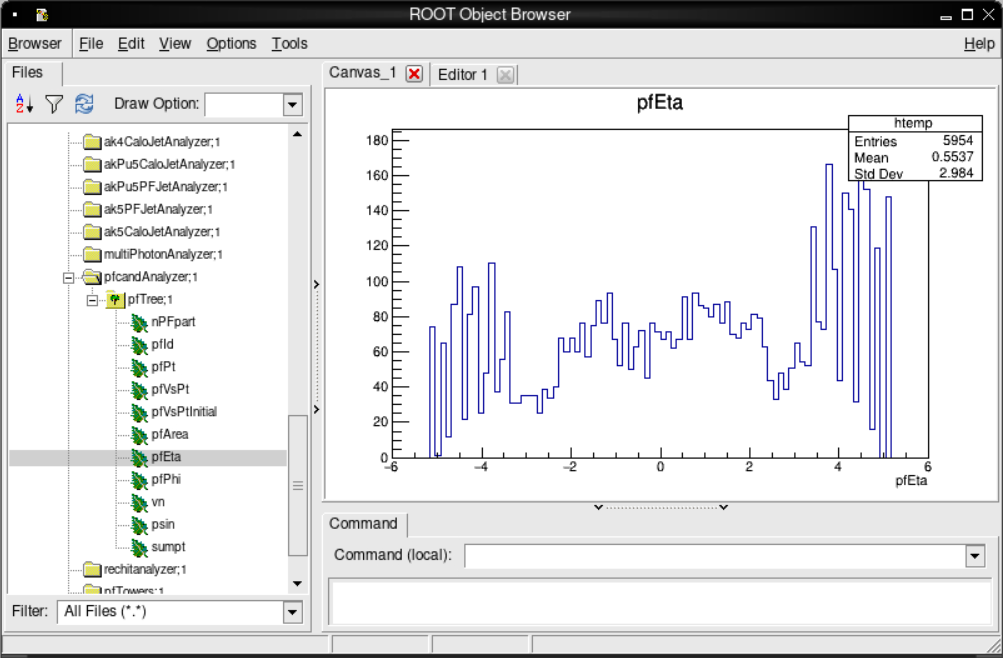 ROOT Object Browser
Browser File Edit View Options Tools Help
Files
Draw Option:
ak4CaloJetAnalyzer;1
akPu5CaloJetAnalyzer;1
akPu5PFJetAnalyzer;1
ak5PFJetAnalyzer;1
ak5CaloJetAnalyzer;1
multiPhotonAnalyzer;1
pfcandAnalyzer;1
pfTree;1
nPFpart
pfId
pfPt
pfVsPt
pfVsPtInitial
pfArea
pfEta
pfPhi
vn
psin
sumpt
rechitanalyzer;1
pfTowers;1
Filter: All Files (*.*)
Canvas_1 Editor 1
pfEta
htemp
Entries 5954
Mean 0.5537
Std Dev 2.984
180
160
140
120
100
80
60
40
20
0
−6 −4 −2 0 2 4 6
pfEta
Command
Command (local):